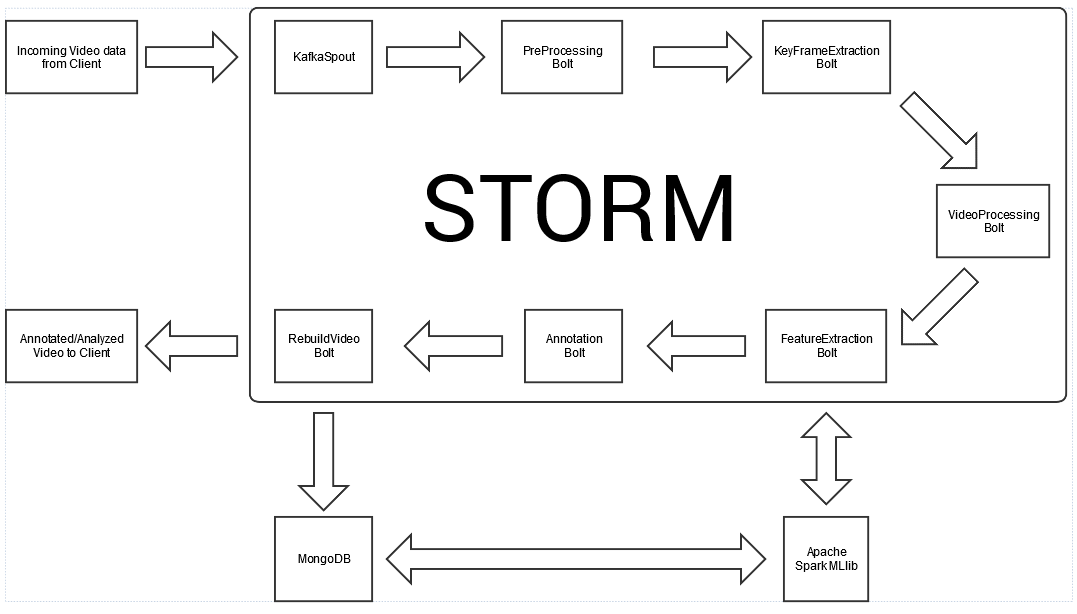 Incoming Video data
from Client
KafkaSpout
PreProcessing
Bolt
KeyFrameExtraction
Bolt
STORM
VideoProcessing
Bolt
Annotated/Analyzed
Video to Client
RebuildVideo
Bolt
Annotation
Bolt
FeatureExtraction
Bolt
MongoDB
Apache
Spark MLlib